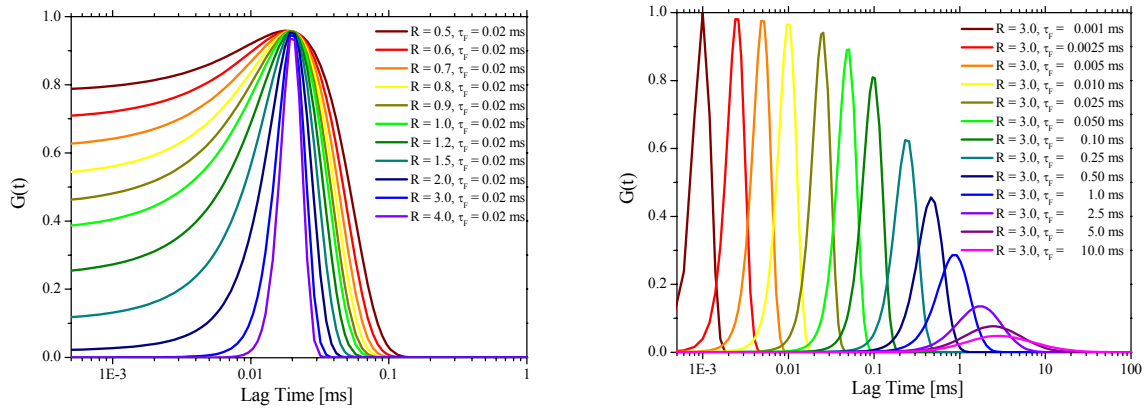 1.0
0.8
0.6
0.4
0.2
0.0
G(t)
1E-3
0.01
0.1
1
Lag Time [ms]
R = 0.5, τF = 0.02 ms
R = 0.6, τF = 0.02 ms
R = 0.7, τF = 0.02 ms
R = 0.8, τF = 0.02 ms
R = 0.9, τF = 0.02 ms
R = 1.0, τF = 0.02 ms
R = 1.2, τF = 0.02 ms
R = 1.5, τF = 0.02 ms
R = 2.0, τF = 0.02 ms
R = 3.0, τF = 0.02 ms
R = 4.0, τF = 0.02 ms
1.0
0.8
0.6
0.4
0.2
0.0
G(t)
1E-3
0.01
0.1
1
10
100
Lag Time [ms]
R = 3.0, τF = 0.001 ms
R = 3.0, τF = 0.0025 ms
R = 3.0, τF = 0.005 ms
R = 3.0, τF = 0.010 ms
R = 3.0, τF = 0.025 ms
R = 3.0, τF = 0.050 ms
R = 3.0, τF = 0.10 ms
R = 3.0, τF = 0.25 ms
R = 3.0, τF = 0.50 ms
R = 3.0, τF = 1.0 ms
R = 3.0, τF = 2.5 ms
R = 3.0, τF = 5.0 ms
R = 3.0, τF = 10.0 ms